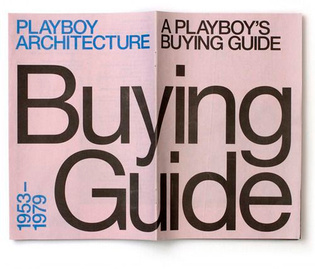 PLAYBOY
ARCHITECTURE
A PLAYBOY'S
BUYING GUIDE
Buying
Guide
1953–
1979